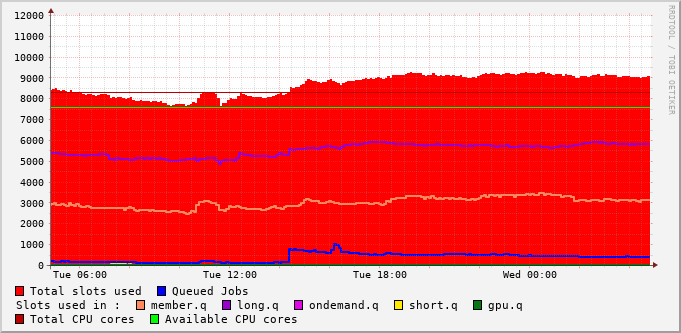 12000
11000
10000
9000
8000
7000
6000
5000
4000
3000
2000
1000
0
Tue 06:00 Tue 12:00 Tue 18:00 Wed 00:00
RRDTOOL / TOBI OETIKER
Total slots used Queued Jobs
Slots used in : member.q long.q ondemand.q short.q gpu.q
Total CPU cores Available CPU cores